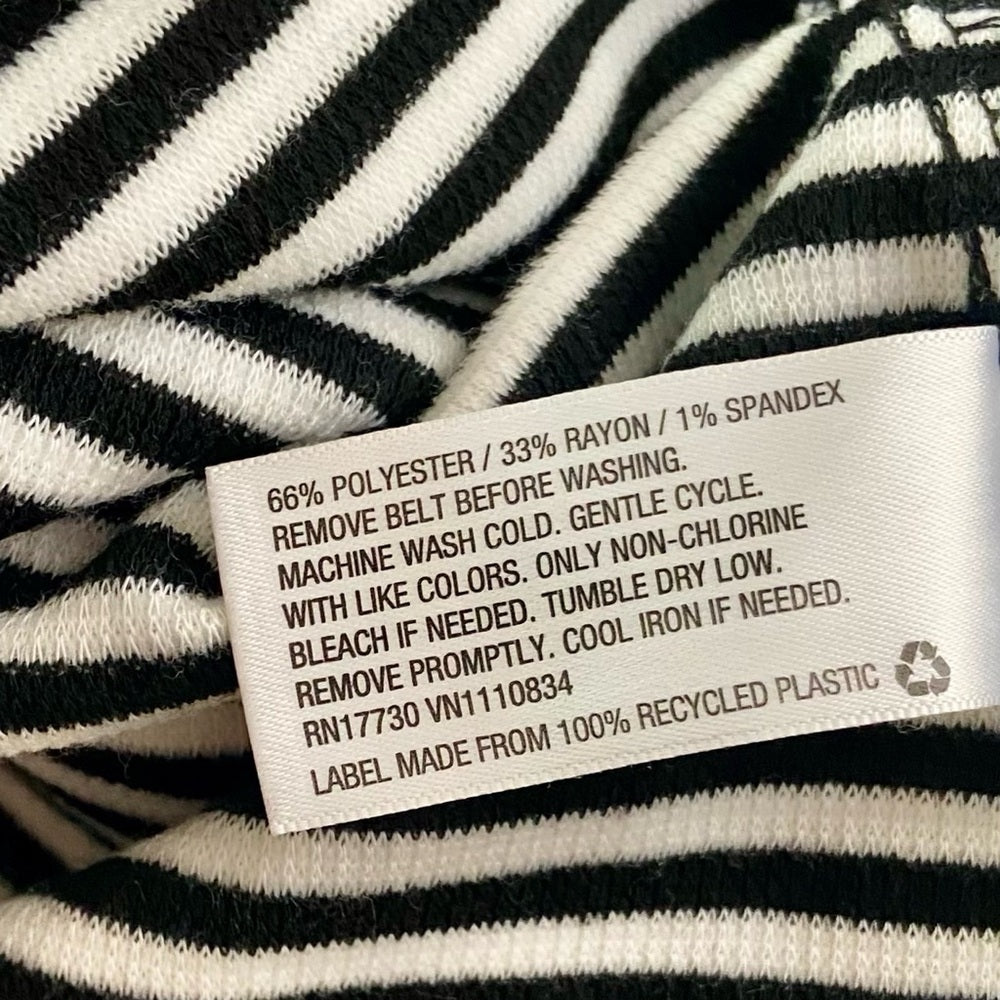 66% POLYESTER / 33% RAYON / 1% SPANDEX
REMOVE BELT BEFORE WASHING.
MACHINE WASH COLD. GENTLE CYCLE.
WITH LIKE COLORS. ONLY NON-CHLORINE
BLEACH IF NEEDED. TUMBLE DRY LOW.
REMOVE PROMPTLY. COOL IRON IF NEEDED.
RN17730 VN1110834
LABEL MADE FROM 100% RECYCLED PLASTIC